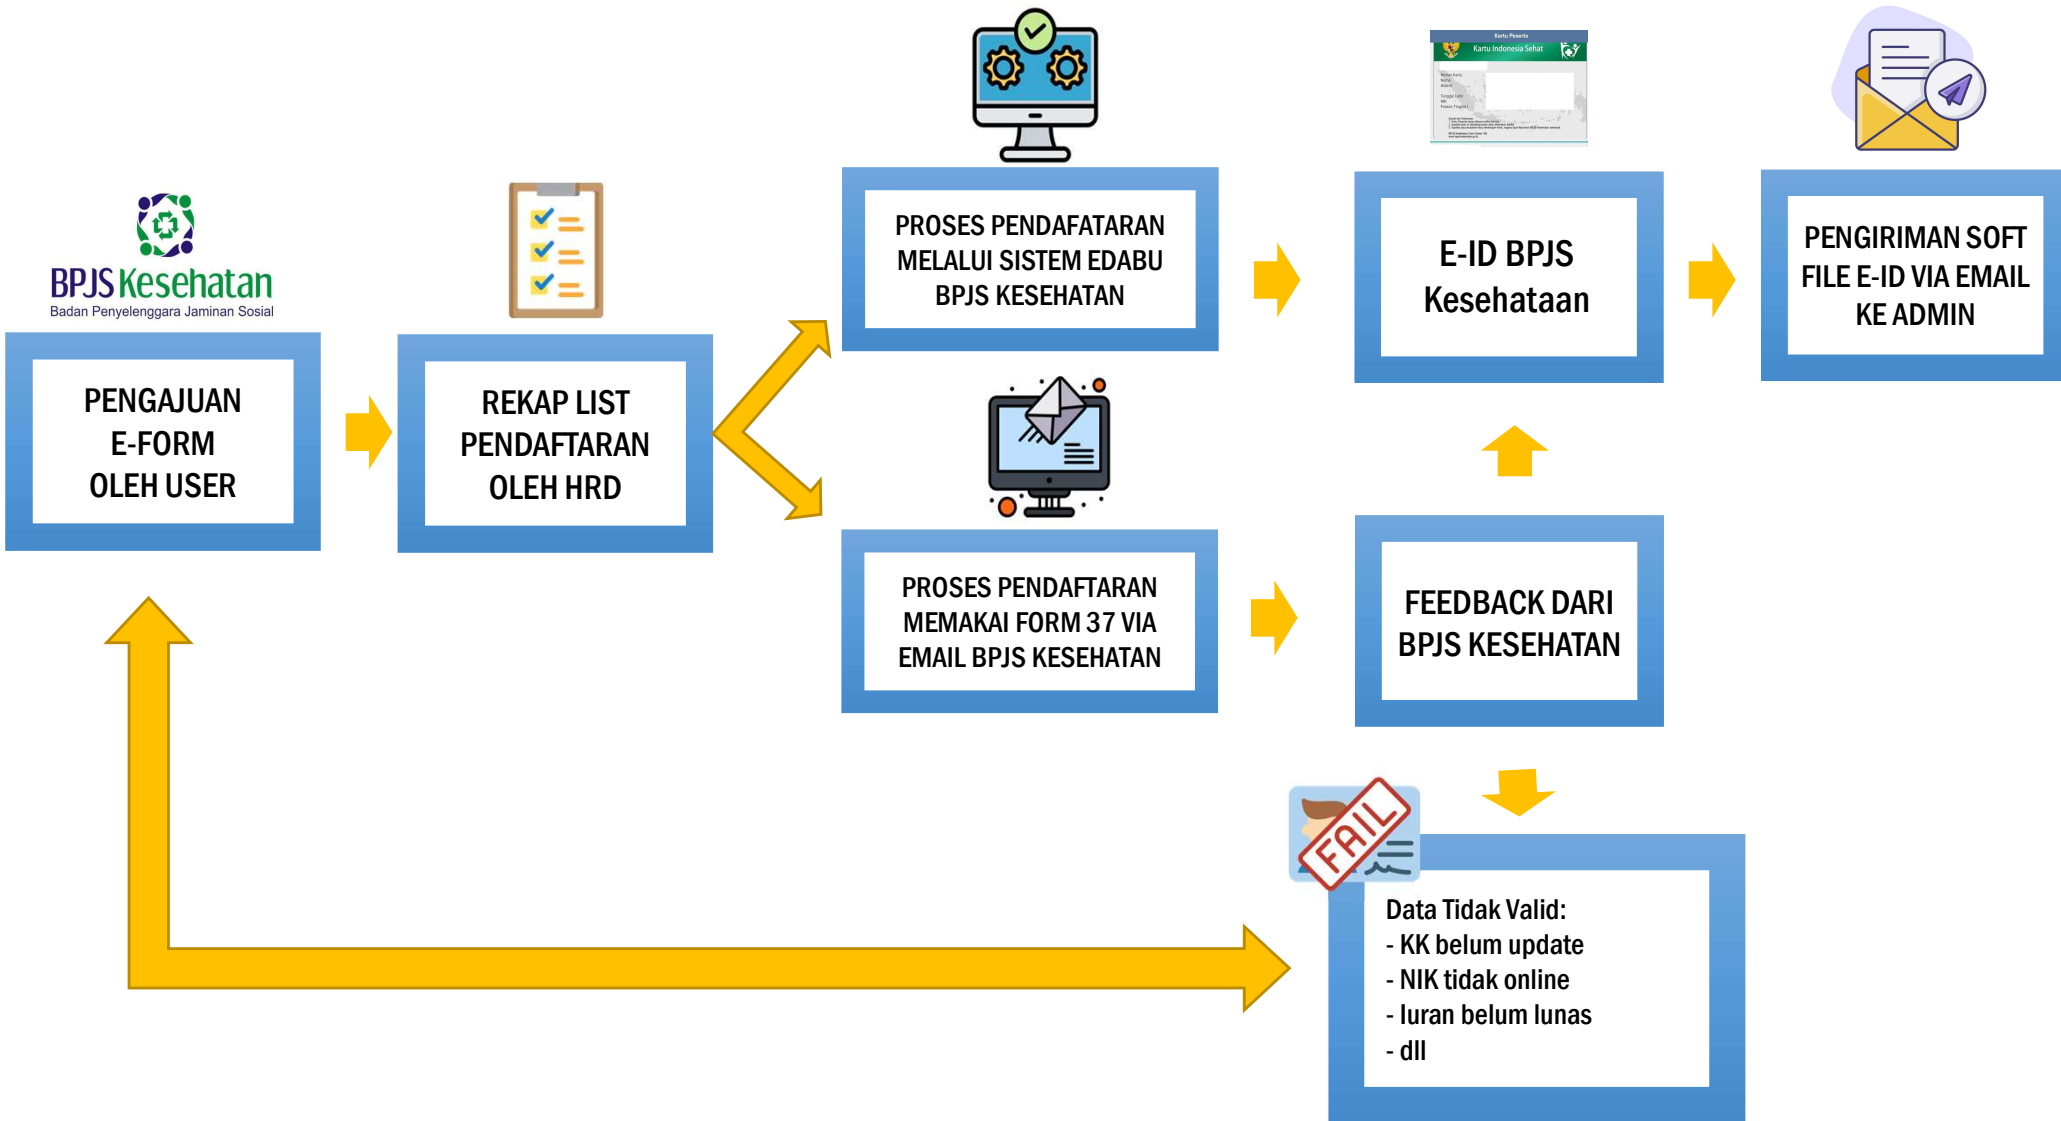 BPJS Kesehatan
Badan Penyelenggara Jaminan Sosial
PENGAJUAN
E-FORM
OLEH USER
REKAP LIST
PENDAFTARAN
OLEH HRD
PROSES PENDAFATARAN
MELALUI SISTEM EDABU
BPJS KESEHATAN
Kartu Peserta
Kartu Indonesia Sehat
E-ID BPJS
Kesehataan
PENGIRIMAN SOFT
FILE E-ID VIA EMAIL
KE ADMIN
PROSES PENDAFTARAN
MEMAKAI FORM 37 VIA
EMAIL BPJS KESEHATAN
FEEDBACK DARI
BPJS KESEHATAN
FAIL
Data Tidak Valid:
- KK belum update
- NIK tidak online
- Iuran belum lunas
- dll